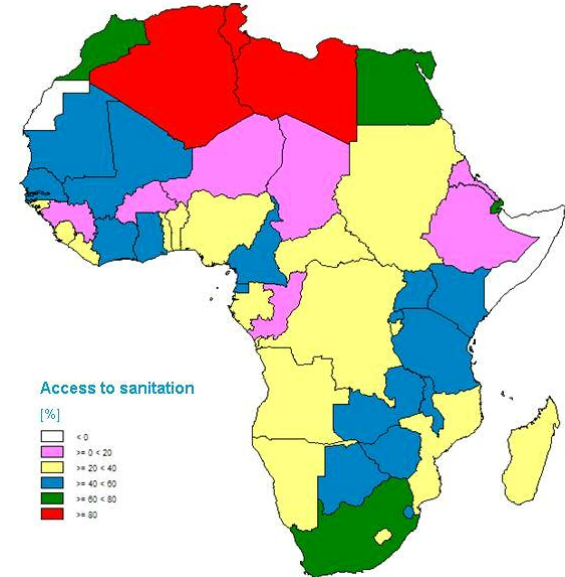 Access to sanitation
[%]
< 0
>= 0 < 20
>= 20 < 40
>= 40 < 60
>= 60 < 80
>= 80